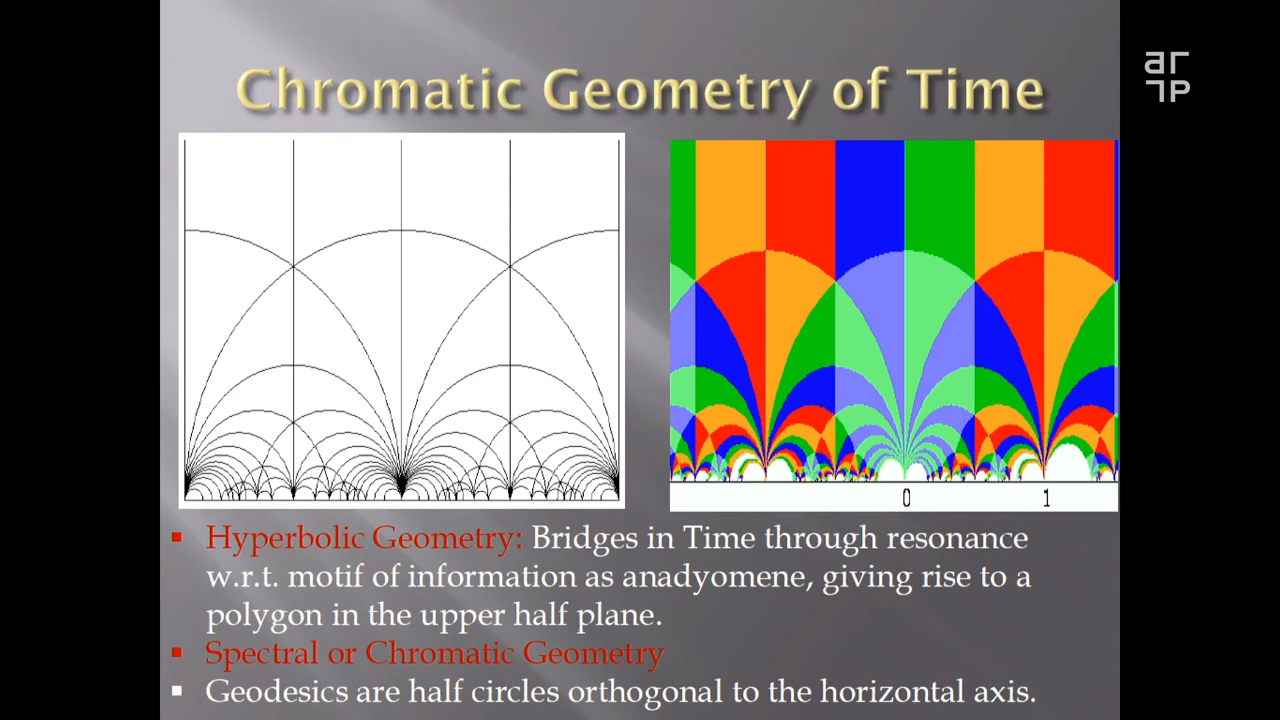 Chromatic Geometry of Time
ar
LP
0 1
Hyperbolic Geometry: Bridges in Time through resonance
w.r.t. motif of information as anadyomene, giving rise to a
polygon in the upper half plane.
Spectral or Chromatic Geometry
Geodesics are half circles orthogonal to the horizontal axis.